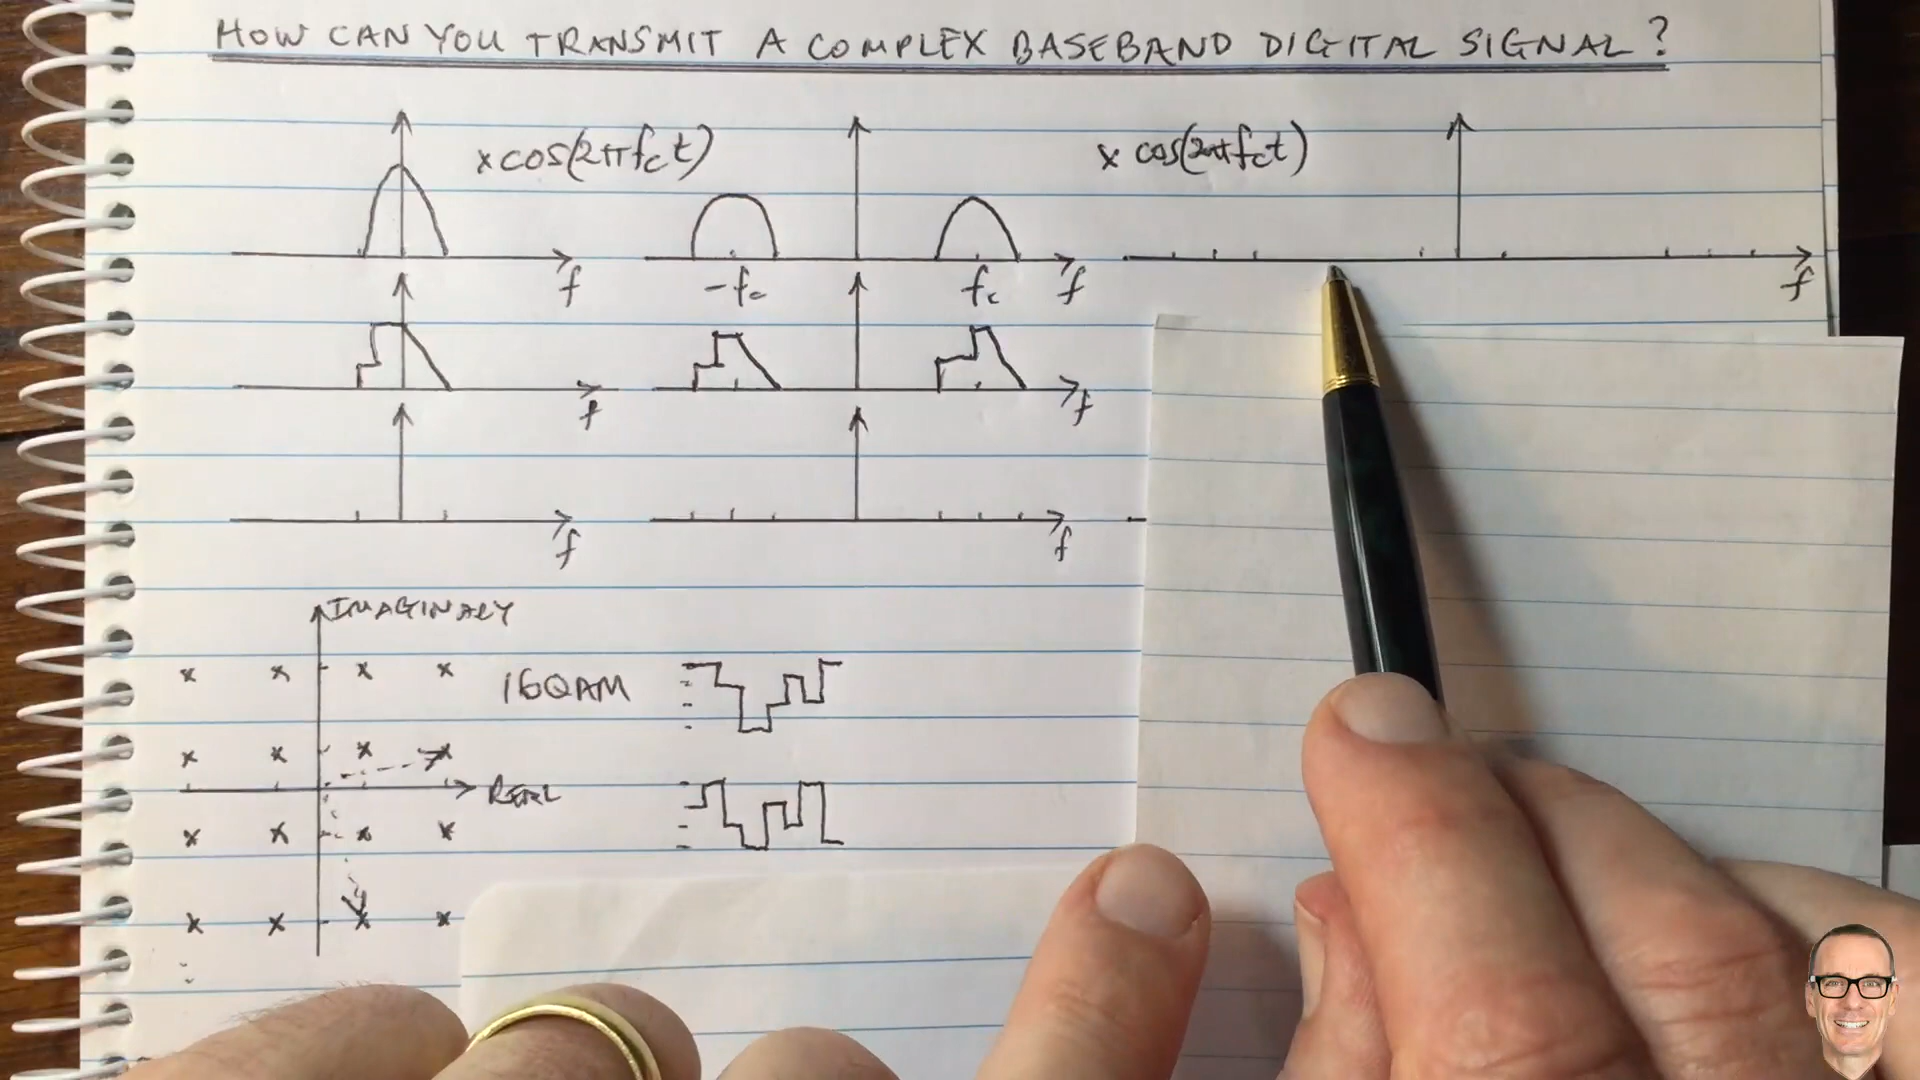 HOW CAN YOU TRANSMIT A COMPLEX BASEBAND DIGITAL SIGNAL?
x cos(2πfct)
x cos(2πfct)
f
-fc
fc
f
f
f
f
f
f
IMAGINARY
16QAM
REAL